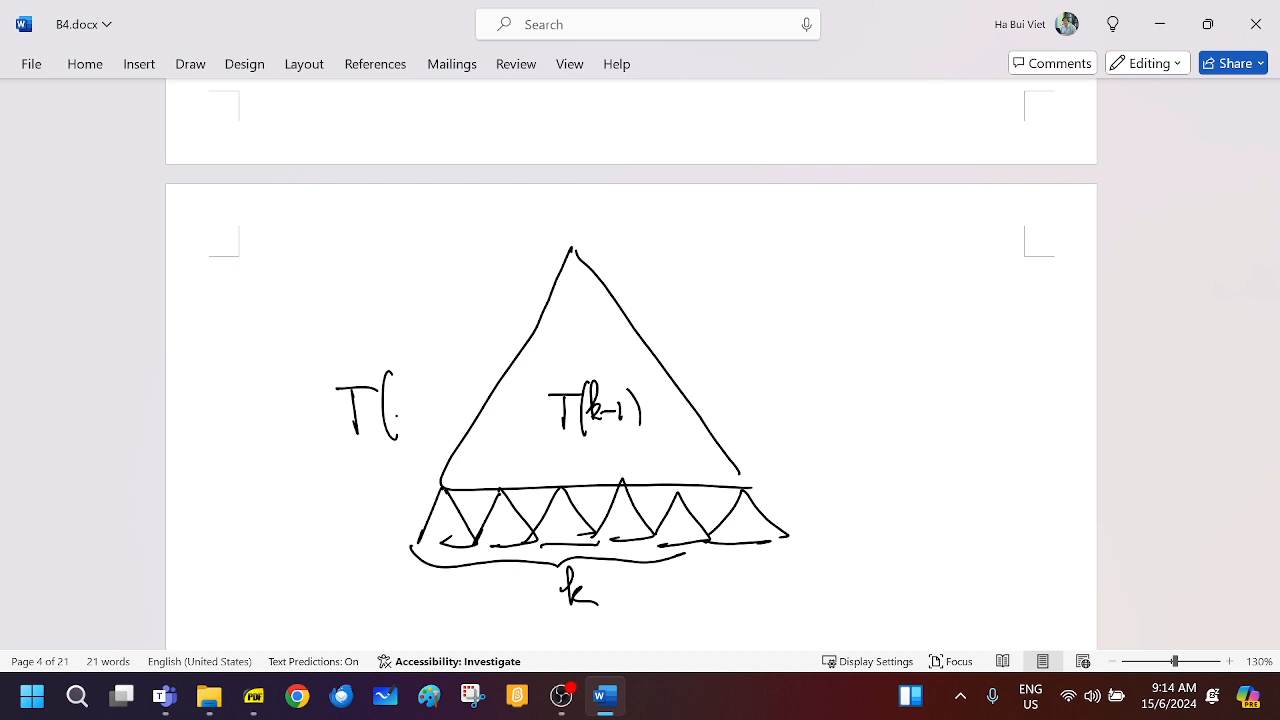 B4.docx
Search
Ha Bui Viet
File Home Insert Draw Design Layout References Mailings Review View Help
Comments Editing Share
T(k-1)
T(
k
Page 4 of 21 21 words English (United States) Text Predictions: On Accessibility: Investigate Display Settings Focus 130%
ENG
US
9:14 AM
15/6/2024
PDF
PRE